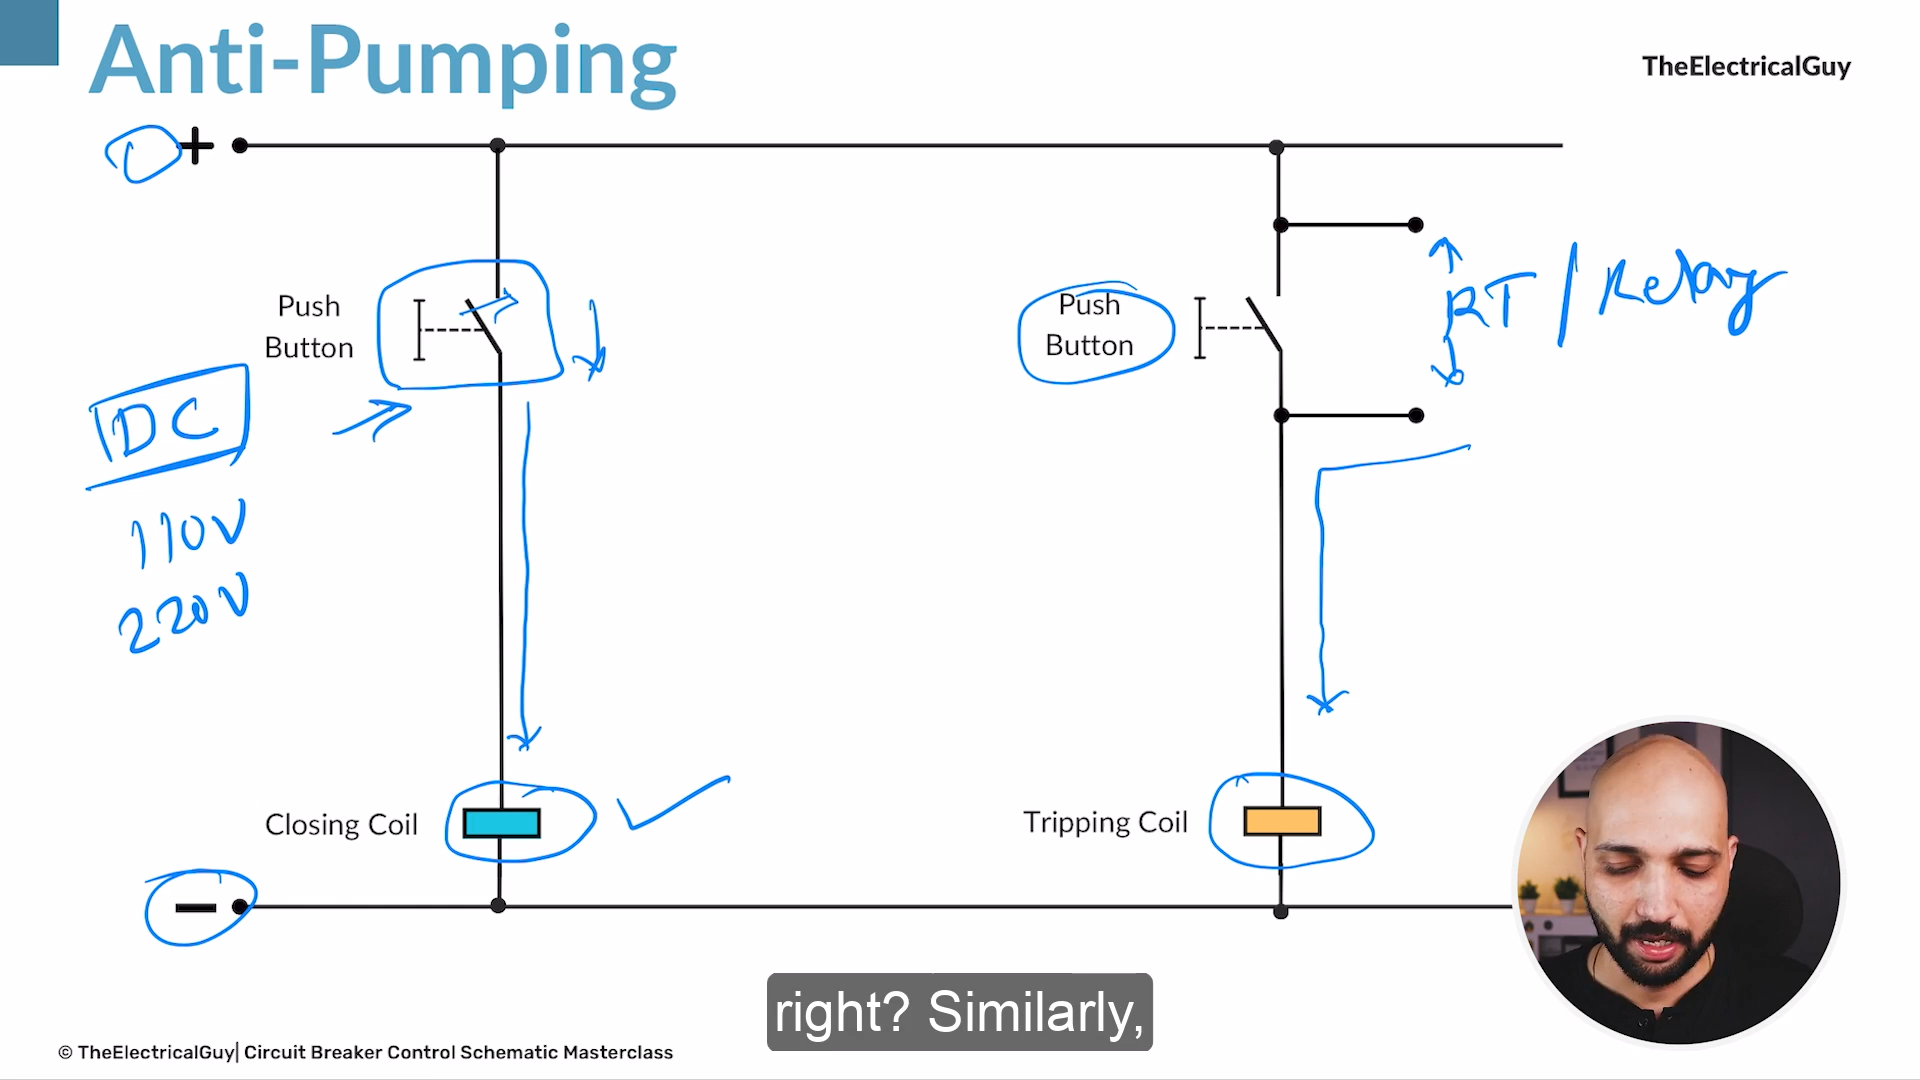 Anti-Pumping
TheElectricalGuy
+
Push
Button
Push
Button
RT / Relay
DC
110V
220V
Closing Coil
Tripping Coil
−
right? Similarly,
© TheElectricalGuy| Circuit Breaker Control Schematic Masterclass